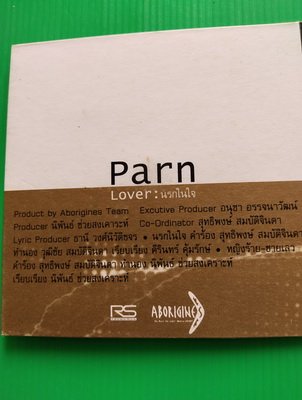 Parn
Lover:นรกในใจ
Product by Aborigines Team Excutive Producer อนุชา อรรจนาวัฒน์
Producer นิพันธ์ ช่วยสงเคราะห์ Co-Ordinator สุทธิพงษ์ สมบัติจินดา
Lyric Producer ธานี วงศ์นิวัติขจร • นรกในใจ คำร้อง สุทธิพงษ์ สมบัติจินดา
ทำนอง วุฒิชัย สมบัติจินดา เรียบเรียง ศิรินทร์ คุ้มรักษ์ • หญิงร้าย-ชายเลว
คำร้อง สุทธิพงษ์ สมบัติจินดา ทำนอง นิพันธ์ ช่วยสงเคราะห์
เรียบเรียง นิพันธ์ ช่วยสงเคราะห์
RS ABORIGINES